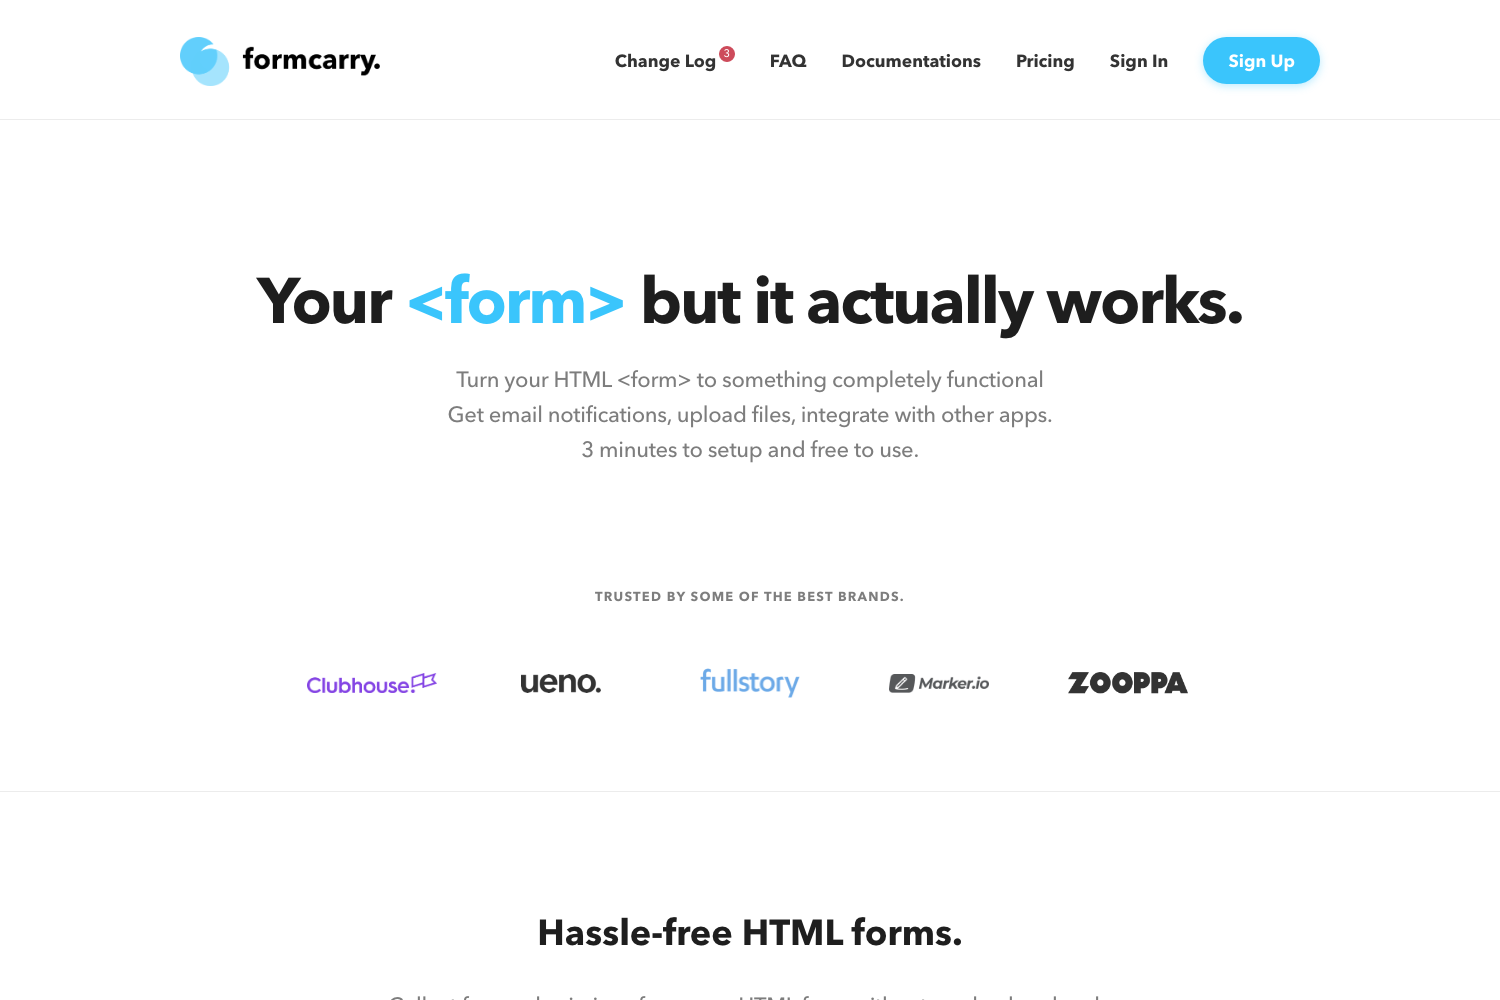 formcarry.
Change Log 3 FAQ Documentations Pricing Sign In Sign Up
Your <form> but it actually works.
Turn your HTML <form> to something completely functional
Get email notifications, upload files, integrate with other apps.
3 minutes to setup and free to use.
TRUSTED BY SOME OF THE BEST BRANDS.
Clubhouse ueno. fullstory Marker.io ZOOPPA
Hassle-free HTML forms.